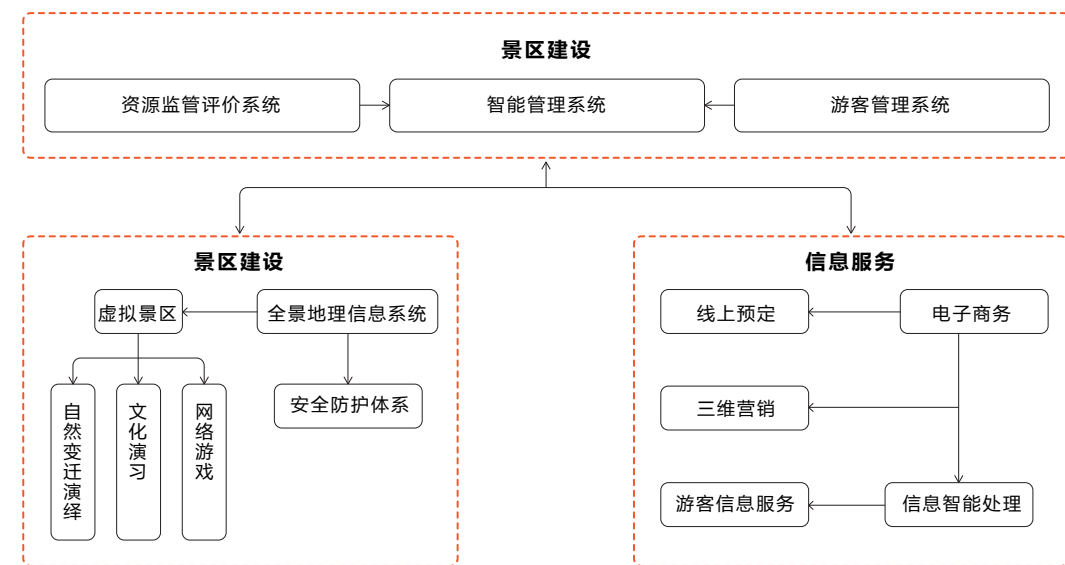 景区建设
资源监管评价系统
智能管理系统
游客管理系统
景区建设
虚拟景区
全景地理信息系统
自然变迁演绎
文化演习
网络游戏
安全防护体系
信息服务
线上预定
电子商务
三维营销
游客信息服务
信息智能处理